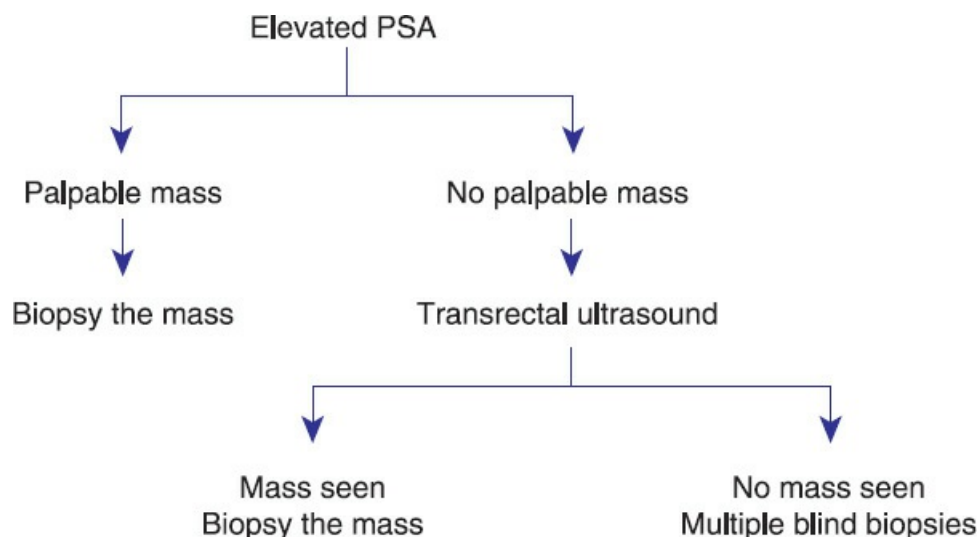 Elevated PSA
Palpable mass
No palpable mass
Biopsy the mass
Transrectal ultrasound
Mass seen
Biopsy the mass
No mass seen
Multiple blind biopsies